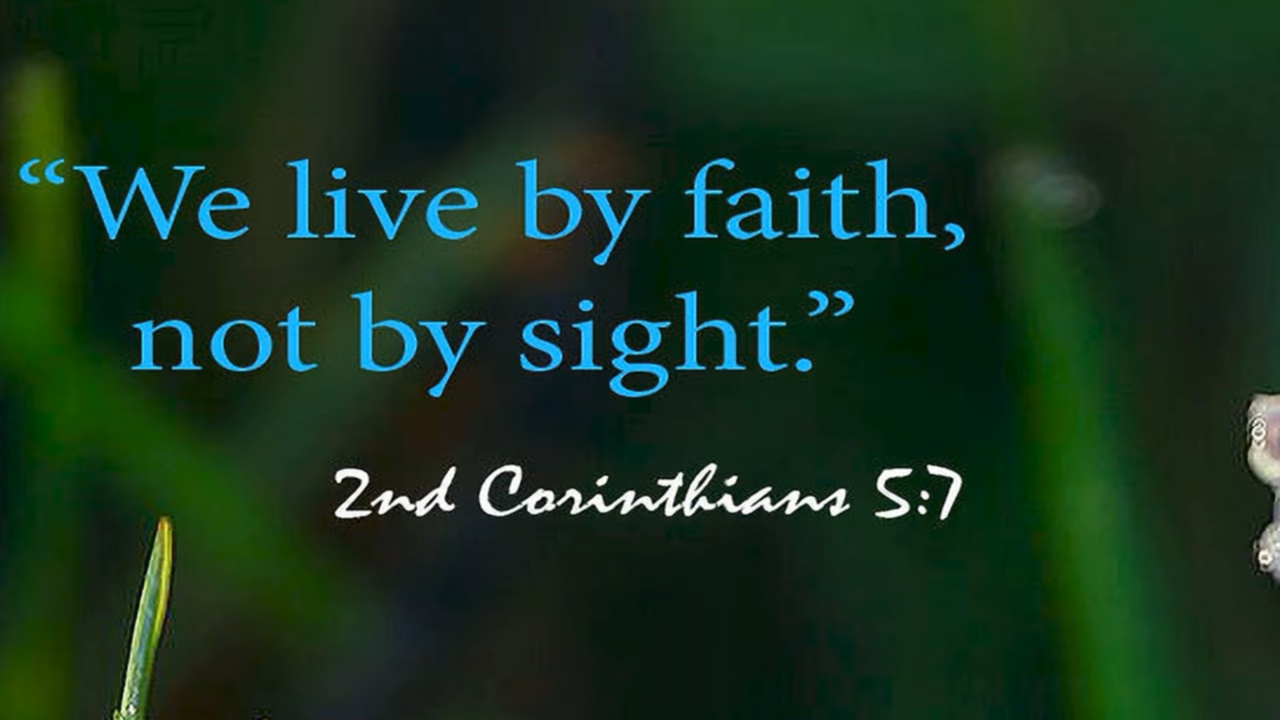 “We live by faith,
not by sight.”
2nd Corinthians 5:7